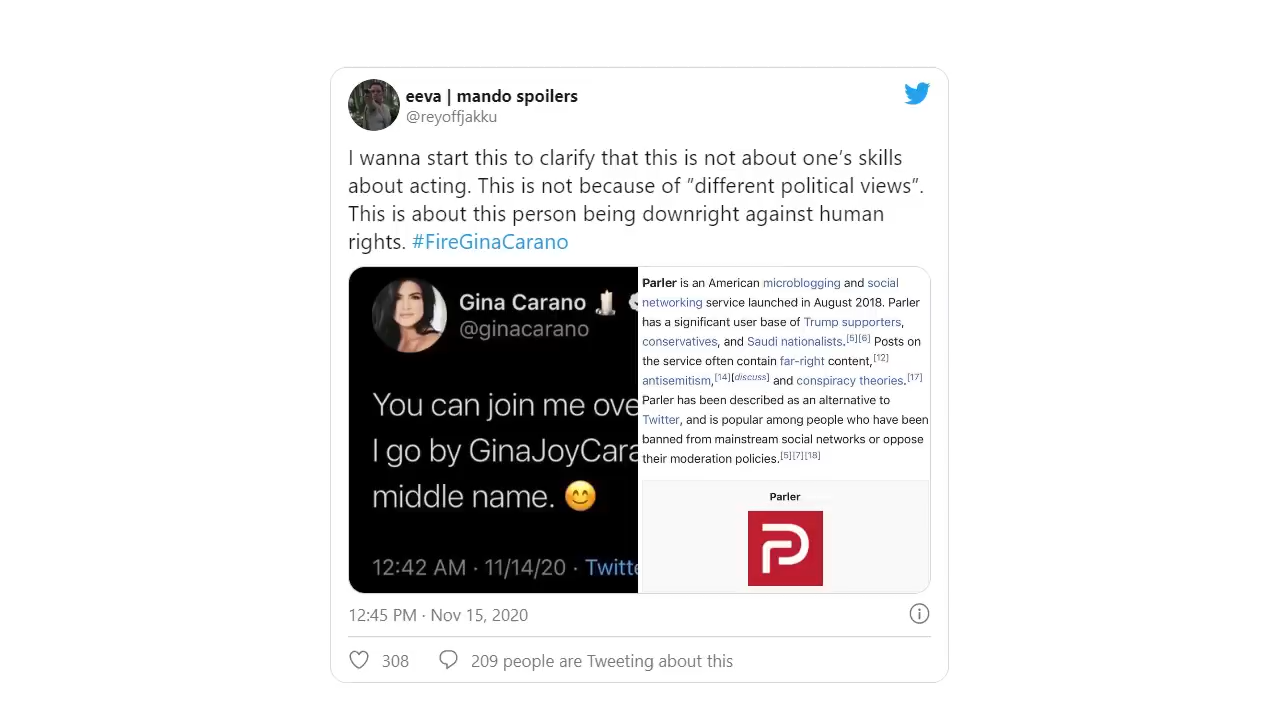 eeva | mando spoilers
@reyoffjakku
I wanna start this to clarify that this is not about one's skills
about acting. This is not because of “different political views”.
This is about this person being downright against human
rights. #FireGinaCarano
Gina Carano
@ginacarano
You can join me ove
I go by GinaJoyCara
middle name. 😊
12:42 AM · 11/14/20 · Twitte
Parler is an American microblogging and social
networking service launched in August 2018. Parler
has a significant user base of Trump supporters,
conservatives, and Saudi nationalists.[5][6] Posts on
the service often contain far-right content,[12]
antisemitism,[14][discuss] and conspiracy theories.[17]
Parler has been described as an alternative to
Twitter, and is popular among people who have been
banned from mainstream social networks or oppose
their moderation policies.[5][7][18]
Parler
12:45 PM · Nov 15, 2020
308
209 people are Tweeting about this